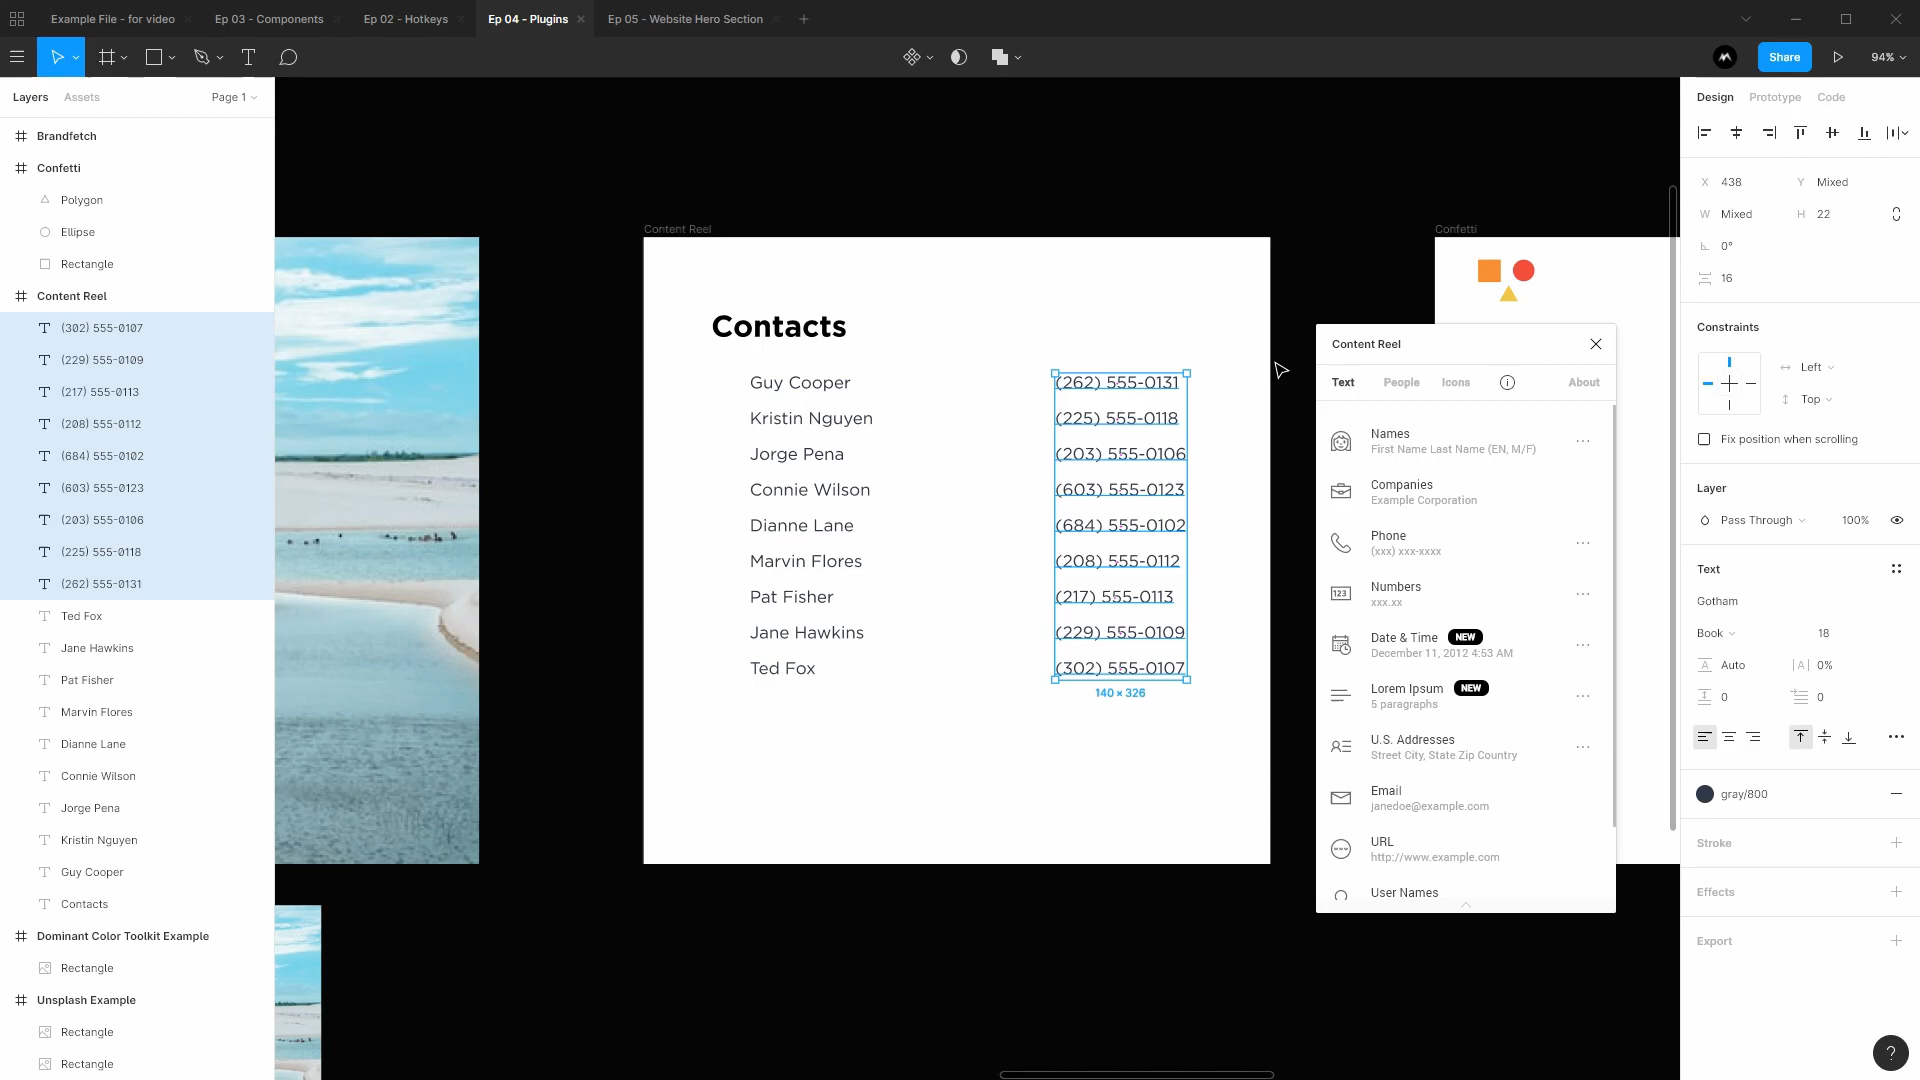 Example File - for video
Ep 03 - Components
Ep 02 - Hotkeys
Ep 04 - Plugins
Ep 05 - Website Hero Section
Share
94%
Layers
Assets
Page 1
Brandfetch
Confetti
Polygon
Ellipse
Rectangle
Content Reel
(302) 555-0107
(229) 555-0109
(217) 555-0113
(208) 555-0112
(684) 555-0102
(603) 555-0123
(203) 555-0106
(225) 555-0118
(262) 555-0131
Ted Fox
Jane Hawkins
Pat Fisher
Marvin Flores
Dianne Lane
Connie Wilson
Jorge Pena
Kristin Nguyen
Guy Cooper
Contacts
Dominant Color Toolkit Example
Rectangle
Unsplash Example
Rectangle
Rectangle
Content Reel
Contacts
Guy Cooper (262) 555-0131
Kristin Nguyen (225) 555-0118
Jorge Pena (203) 555-0106
Connie Wilson (603) 555-0123
Dianne Lane (684) 555-0102
Marvin Flores (208) 555-0112
Pat Fisher (217) 555-0113
Jane Hawkins (229) 555-0109
Ted Fox (302) 555-0107
140 × 326
Confetti
Content Reel
Text People Icons About
Names
First Name Last Name (EN, M/F)
Companies
Example Corporation
Phone
(xxx) xxx-xxxx
123
Numbers
xxx.xx
Date & Time NEW
December 11, 2012 4:53 AM
Lorem Ipsum NEW
5 paragraphs
U.S. Addresses
Street City, State Zip Country
Email
janedoe@example.com
URL
http://www.example.com
User Names
Design Prototype Code
X 438 Y Mixed
W Mixed H 22
0°
16
Constraints
Left
Top
Fix position when scrolling
Layer
Pass Through 100%
Text
Gotham
Book 18
A Auto |A| 0%
0 0
gray/800
Stroke
Effects
Export
?